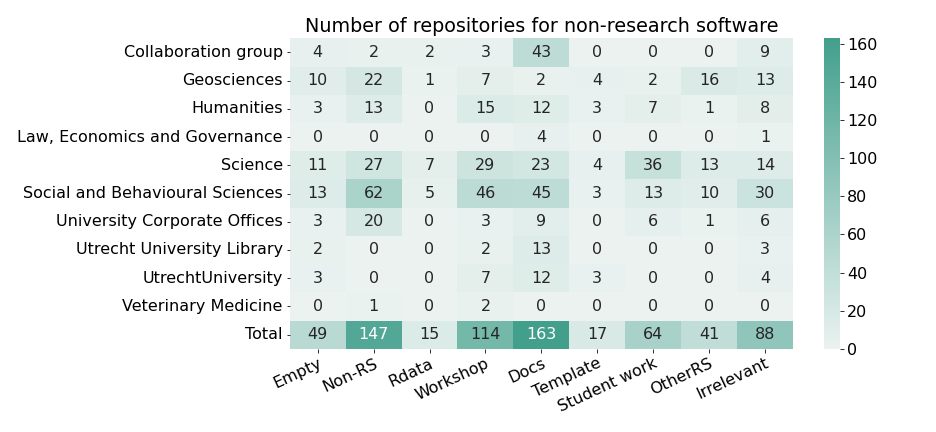 Number of repositories for non-research software
Collaboration group 4 2 2 3 43 0 0 0 9
Geosciences 10 22 1 7 2 4 2 16 13
Humanities 3 13 0 15 12 3 7 1 8
Law, Economics and Governance 0 0 0 0 4 0 0 0 1
Science 11 27 7 29 23 4 36 13 14
Social and Behavioural Sciences 13 62 5 46 45 3 13 10 30
University Corporate Offices 3 20 0 3 9 0 6 1 6
Utrecht University Library 2 0 0 2 13 0 0 0 3
UtrechtUniversity 3 0 0 7 12 3 0 0 4
Veterinary Medicine 0 1 0 2 0 0 0 0 0
Total 49 147 15 114 163 17 64 41 88
Empty Non-RS Rdata Workshop Docs Template Student work OtherRS Irrelevant
160
140
120
100
80
60
40
20
0